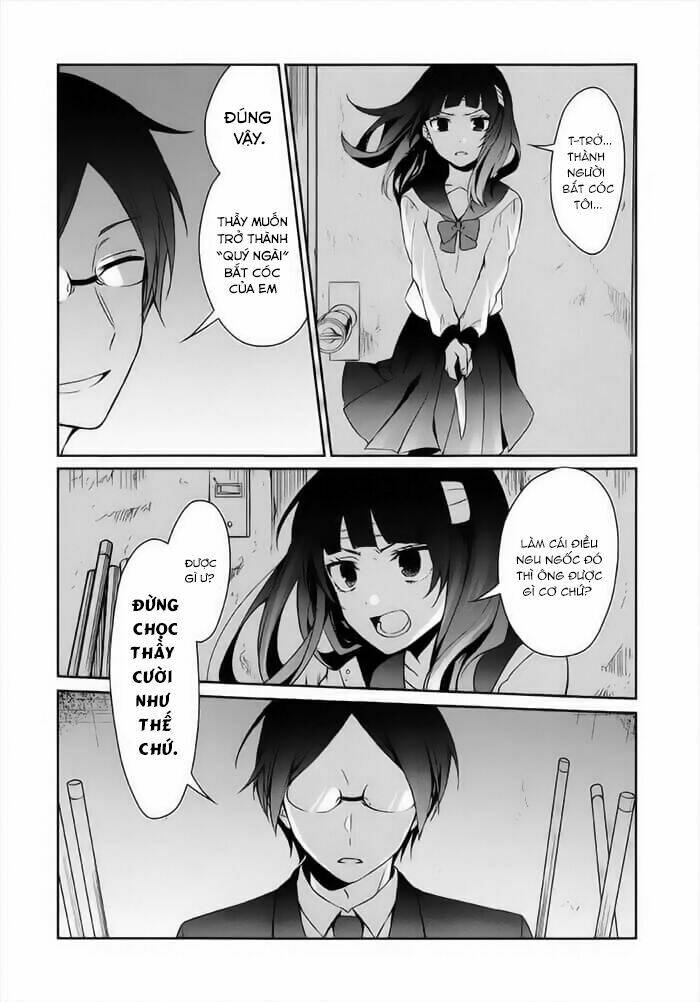 T-TRỞ...
THÀNH
NGƯỜI
BẮT CÓC
TÔI...
ĐÚNG
VẬY.
THẦY MUỐN
TRỞ THÀNH
"QUÝ NGÀI"
BẮT CÓC
CỦA EM
LÀM CÁI ĐIỀU
NGU NGỐC ĐÓ
THÌ ÔNG ĐƯỢC
GÌ CƠ CHỨ?
ĐƯỢC
GÌ Ư?
ĐỪNG
CHỌC
THẦY
CƯỜI
NHƯ
THẾ
CHỨ.